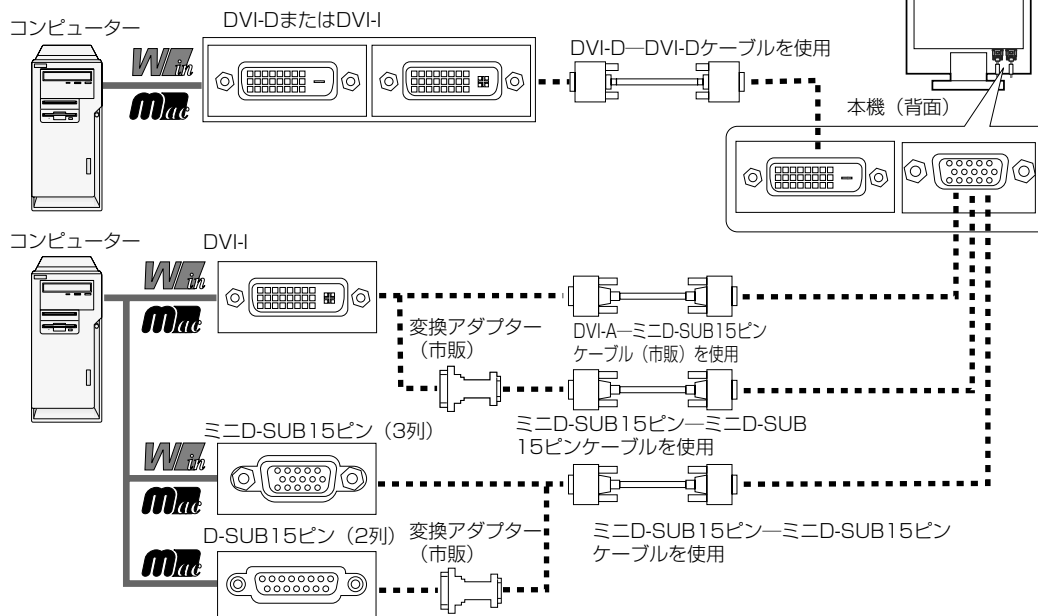 コンピューター
DVI-DまたはDVI-I
Win
Mac
DVI-D—DVI-Dケーブルを使用
本機（背面）
コンピューター
DVI-I
Win
Mac
変換アダプター
（市販）
DVI-A—ミニD-SUB15ピン
ケーブル（市販）を使用
ミニD-SUB15ピン—ミニD-SUB
15ピンケーブルを使用
ミニD-SUB15ピン（3列）
Win
Mac
D-SUB15ピン（2列）
Mac
変換アダプター
（市販）
ミニD-SUB15ピン—ミニD-SUB15ピン
ケーブルを使用